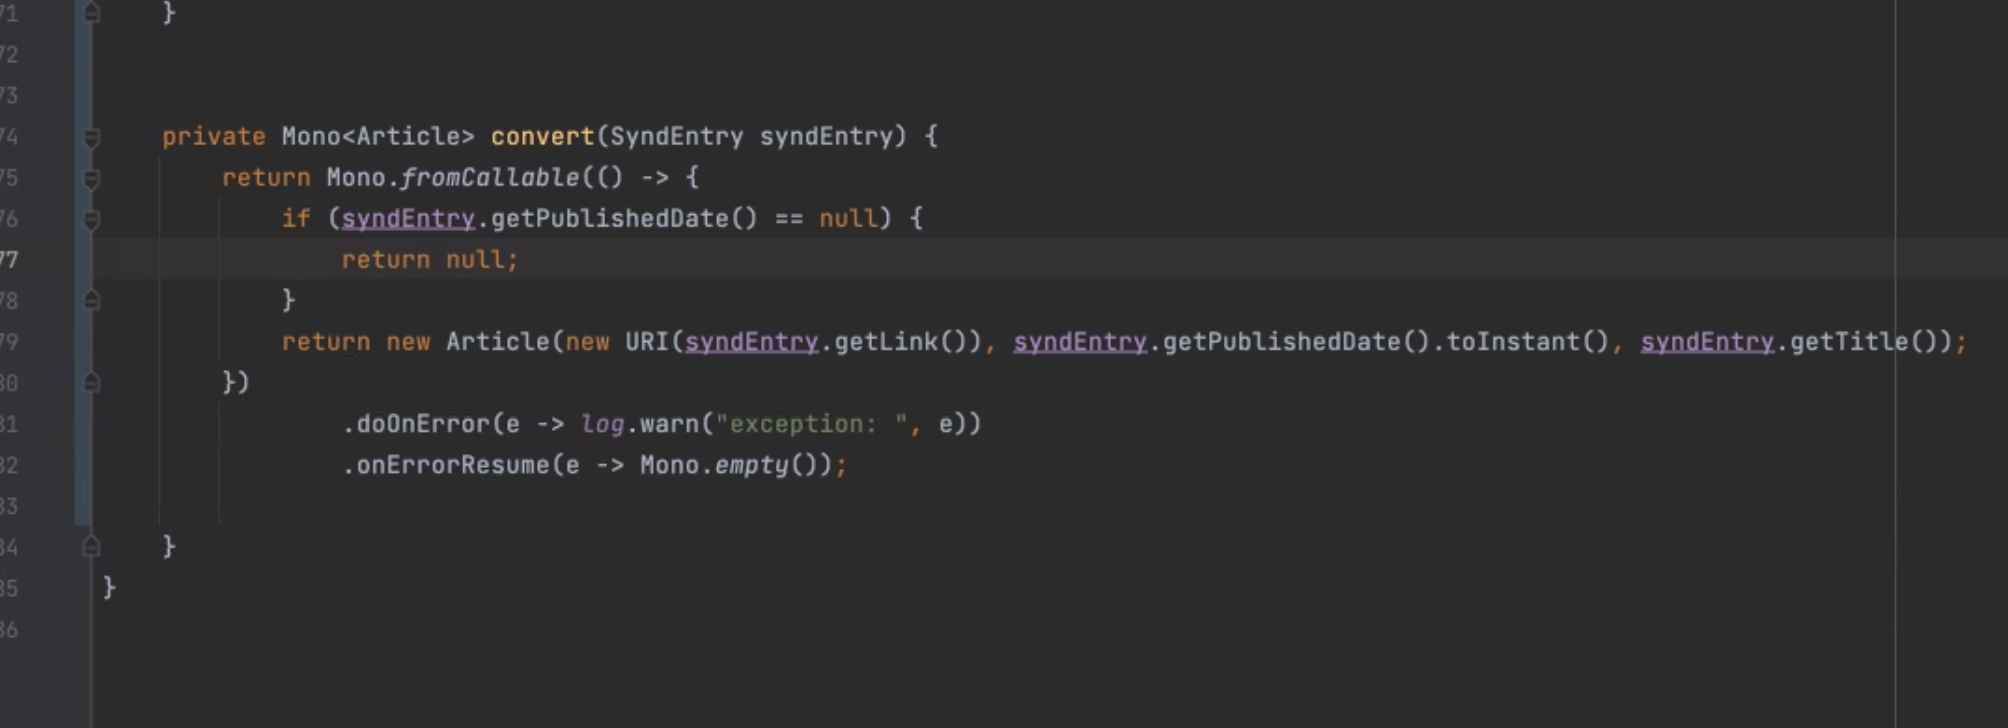 71 }
72
73
74 private Mono<Article> convert(SyndEntry syndEntry) {
75 return Mono.fromCallable(() -> {
76 if (syndEntry.getPublishedDate() == null) {
77 return null;
78 }
79 return new Article(new URI(syndEntry.getLink()), syndEntry.getPublishedDate().toInstant(), syndEntry.getTitle());
80 })
81 .doOnError(e -> log.warn("exception: ", e))
82 .onErrorResume(e -> Mono.empty());
83
84 }
85 }
86